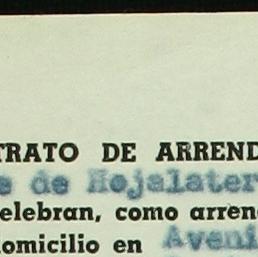 TRATO DE ARREND
e de Hojalater
elebran, como arren
omicilio en Aveni